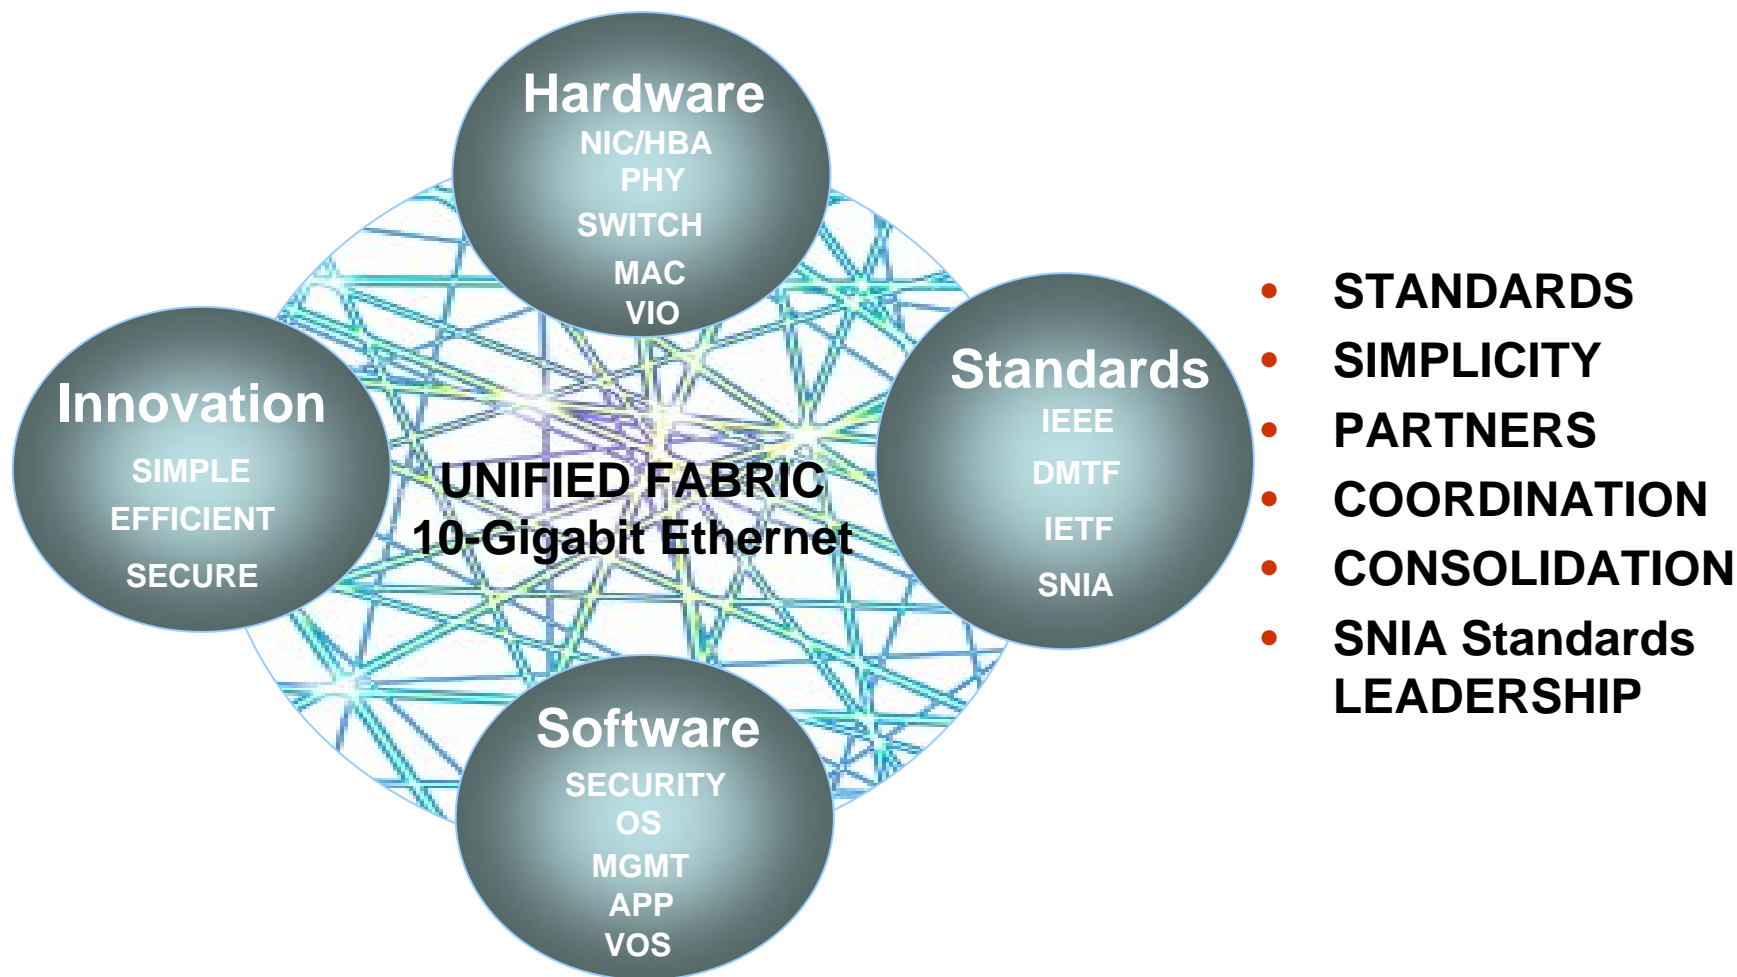 Hardware
NIC/HBA
PHY
SWITCH
MAC
VIO
Innovation
SIMPLE
EFFICIENT
SECURE
UNIFIED FABRIC
10-Gigabit Ethernet
Standards
IEEE
DMTF
IETF
SNIA
Software
SECURITY
OS
MGMT
APP
VOS
• STANDARDS
• SIMPLICITY
• PARTNERS
• COORDINATION
• CONSOLIDATION
• SNIA Standards
LEADERSHIP